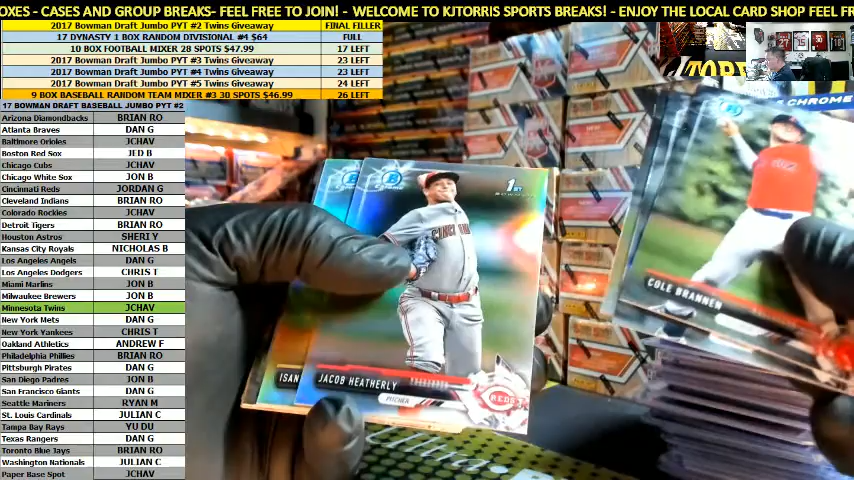 OXES - CASES AND GROUP BREAKS- FEEL FREE TO JOIN! - WELCOME TO KJTORRIS SPORTS BREAKS! - ENJOY THE LOCAL CARD SHOP FEEL FR
2017 Bowman Draft Jumbo PYT #2 Twins Giveaway FINAL FILLER
17 DYNASTY 1 BOX RANDOM DIVISIONAL #4 $64 FULL
10 BOX FOOTBALL MIXER 28 SPOTS $47.99 17 LEFT
2017 Bowman Draft Jumbo PYT #3 Twins Giveaway 23 LEFT
2017 Bowman Draft Jumbo PYT #4 Twins Giveaway 23 LEFT
2017 Bowman Draft Jumbo PYT #5 Twins Giveaway 24 LEFT
9 BOX BASEBALL RANDOM TEAM MIXER #3 30 SPOTS $46.99 26 LEFT
17 BOWMAN DRAFT BASEBALL JUMBO PYT #2
Arizona Diamondbacks BRIAN RO
Atlanta Braves DAN G
Baltimore Orioles JCHAV
Boston Red Sox JED B
Chicago Cubs JCHAV
Chicago White Sox JON B
Cincinnati Reds JORDAN G
Cleveland Indians BRIAN RO
Colorado Rockies JCHAV
Detroit Tigers BRIAN RO
Houston Astros SHERI Y
Kansas City Royals NICHOLAS B
Los Angeles Angels DAN G
Los Angeles Dodgers CHRIS T
Miami Marlins JON B
Milwaukee Brewers JON B
Minnesota Twins JCHAV
New York Mets DAN G
New York Yankees CHRIS T
Oakland Athletics ANDREW F
Philadelphia Phillies BRIAN RO
Pittsburgh Pirates DAN G
San Diego Padres JON B
San Francisco Giants DAN G
Seattle Mariners RYAN M
St. Louis Cardinals JULIAN C
Tampa Bay Rays YU DU
Texas Rangers DAN G
Toronto Blue Jays BRIAN RO
Washington Nationals JULIAN C
Paper Base Spot JCHAV
CHROME
1ST
ISAN
JACOB HEATHERLY
PITCHER
REDS
COLE BRANNEN